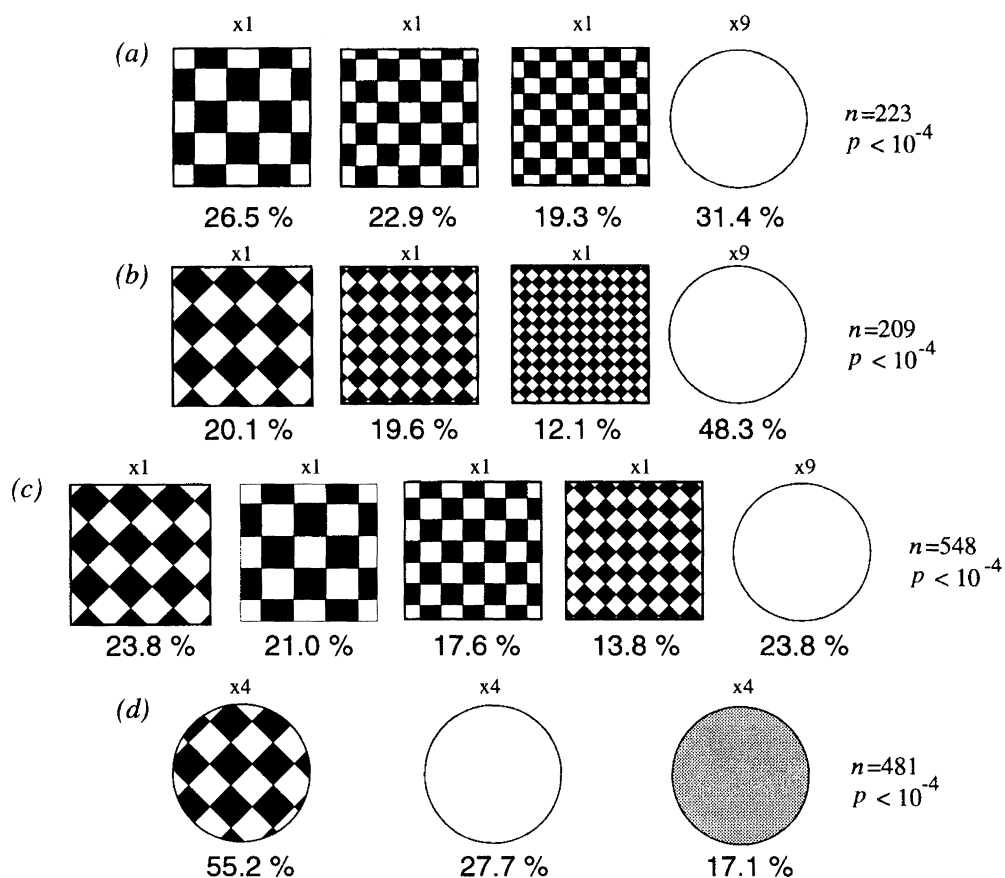 x1 x1 x1 x9
(a)
n=223
p < 10^-4
26.5 % 22.9 % 19.3 % 31.4 %
x1 x1 x1 x9
(b)
n=209
p < 10^-4
20.1 % 19.6 % 12.1 % 48.3 %
x1 x1 x1 x1 x9
(c)
n=548
p < 10^-4
23.8 % 21.0 % 17.6 % 13.8 % 23.8 %
x4 x4 x4
(d)
n=481
p < 10^-4
55.2 % 27.7 % 17.1 %